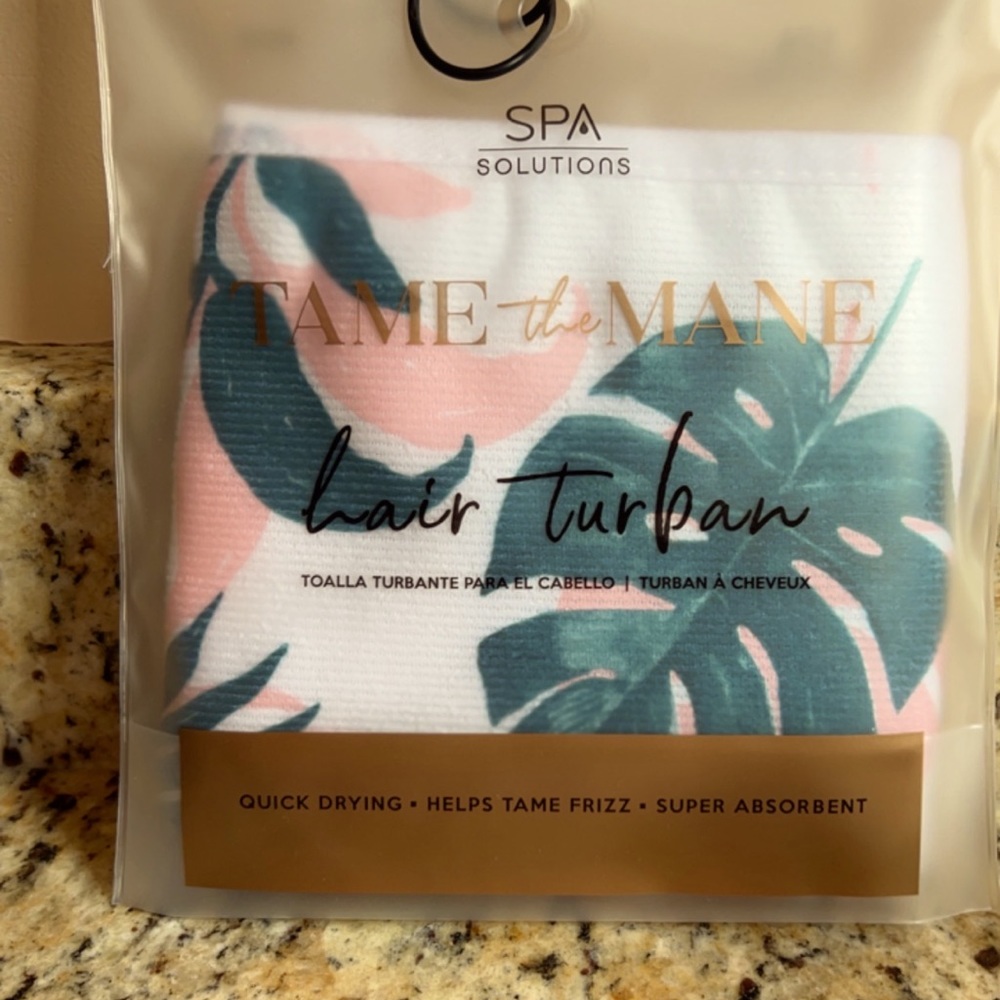 SPA
SOLUTIONS
TAME the MANE
hair turban
TOALLA TURBANTE PARA EL CABELLO | TURBAN À CHEVEUX
QUICK DRYING ▪ HELPS TAME FRIZZ ▪ SUPER ABSORBENT